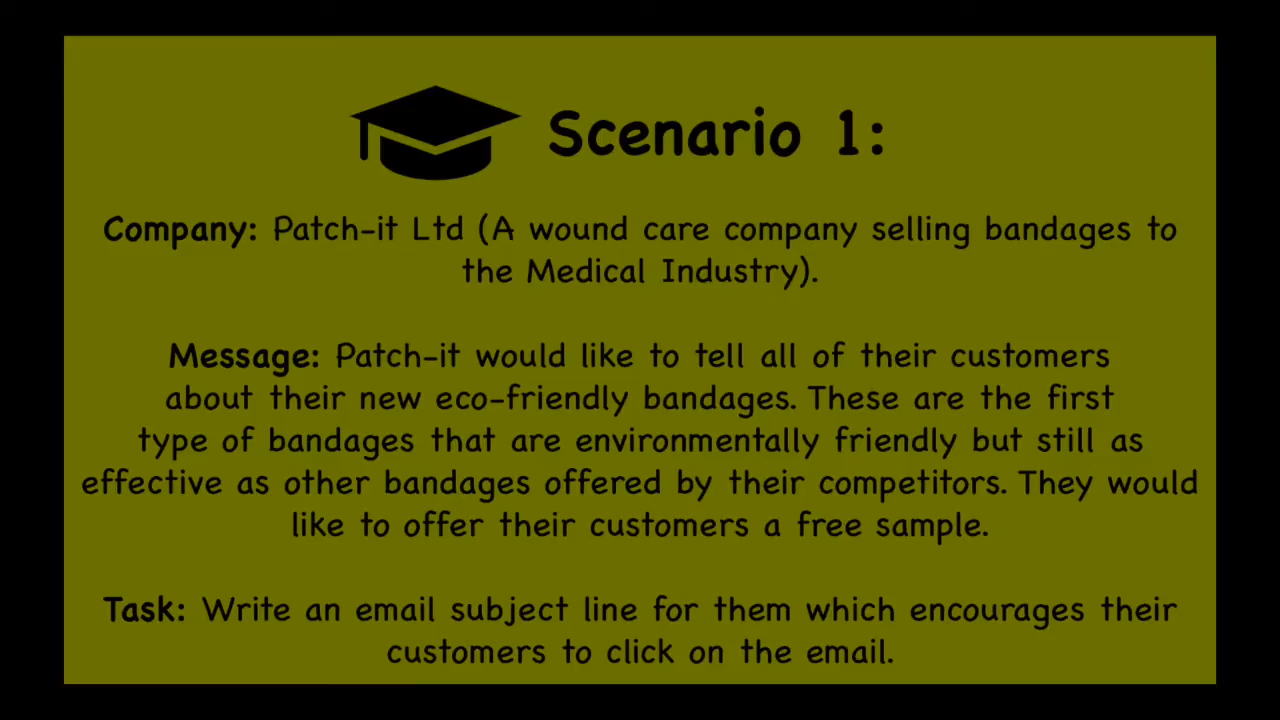 Scenario 1:
Company: Patch-it Ltd (A wound care company selling bandages to
the Medical Industry).
Message: Patch-it would like to tell all of their customers
about their new eco-friendly bandages. These are the first
type of bandages that are environmentally friendly but still as
effective as other bandages offered by their competitors. They would
like to offer their customers a free sample.
Task: Write an email subject line for them which encourages their
customers to click on the email.